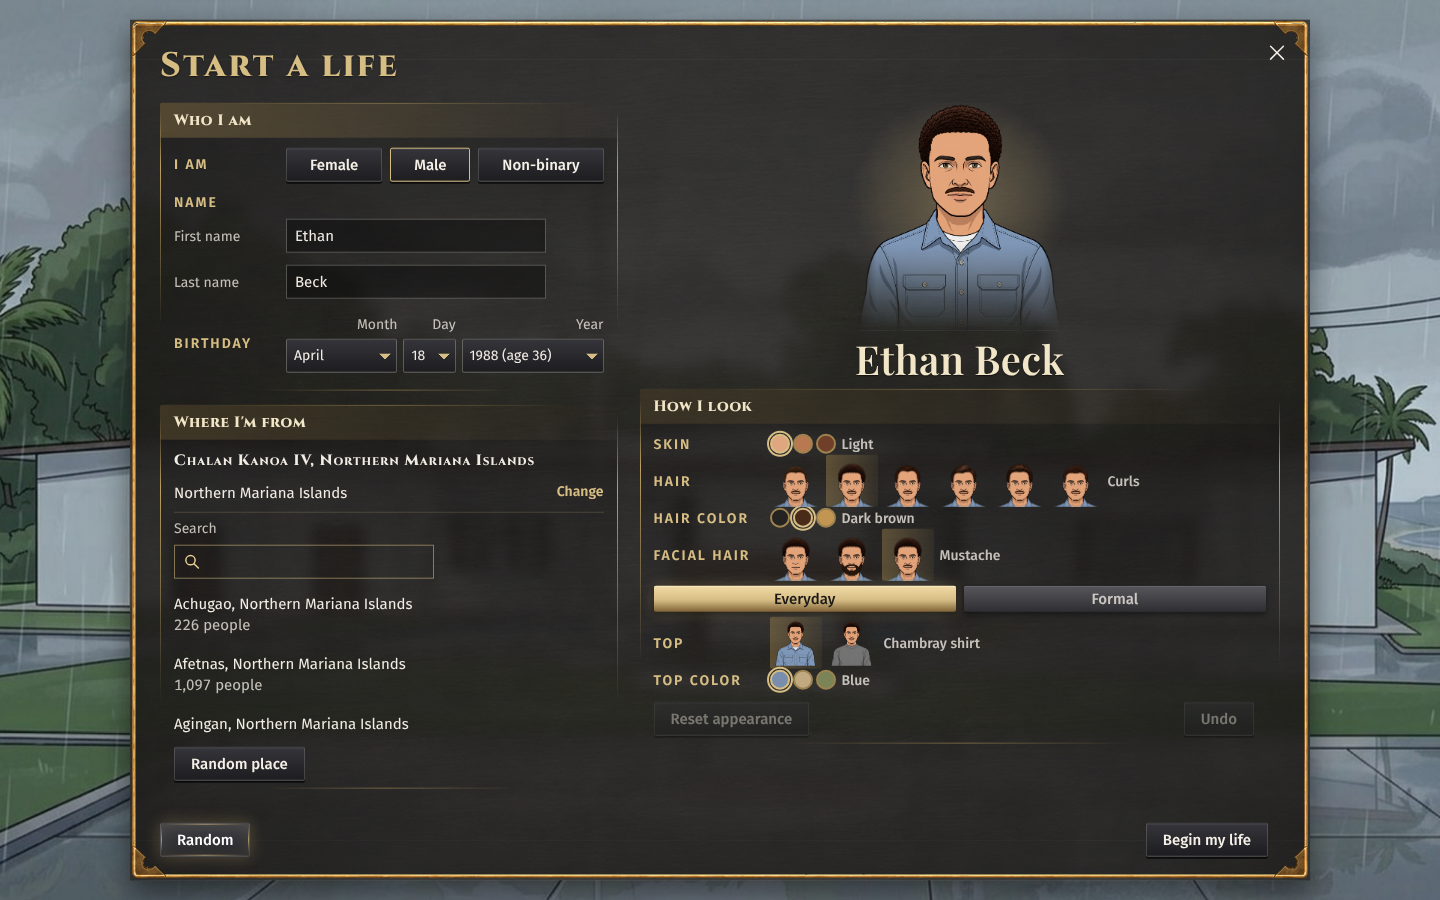 START A LIFE
WHO I AM
I AM
Female
Male
Non-binary
NAME
First name
Ethan
Last name
Beck
Month
Day
Year
BIRTHDAY
April
18
1988 (age 36)
WHERE I'M FROM
CHALAN KANOA IV, NORTHERN MARIANA ISLANDS
Northern Mariana Islands
Change
Search
Achugao, Northern Mariana Islands
226 people
Afetnas, Northern Mariana Islands
1,097 people
Agingan, Northern Mariana Islands
Random place
Random
Ethan Beck
HOW I LOOK
SKIN
Light
HAIR
Curls
HAIR COLOR
Dark brown
FACIAL HAIR
Mustache
Everyday
Formal
TOP
Chambray shirt
TOP COLOR
Blue
Reset appearance
Undo
Begin my life